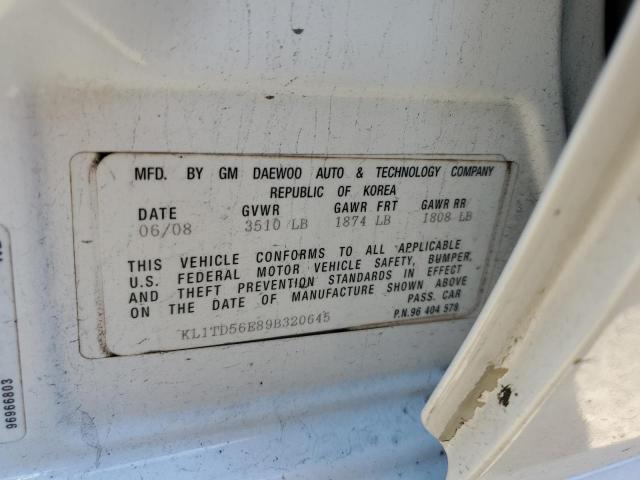 MFD. BY GM DAEWOO AUTO & TECHNOLOGY COMPANY
REPUBLIC OF KOREA
DATE GVWR GAWR FRT GAWR RR
06/08 3510 LB 1874 LB 1808 LB
THIS VEHICLE CONFORMS TO ALL APPLICABLE
U.S. FEDERAL MOTOR VEHICLE SAFETY, BUMPER,
AND THEFT PREVENTION STANDARDS IN EFFECT
ON THE DATE OF MANUFACTURE SHOWN ABOVE
PASS. CAR
KL1TD56E89B320645 P.N.96 404 579
96966803